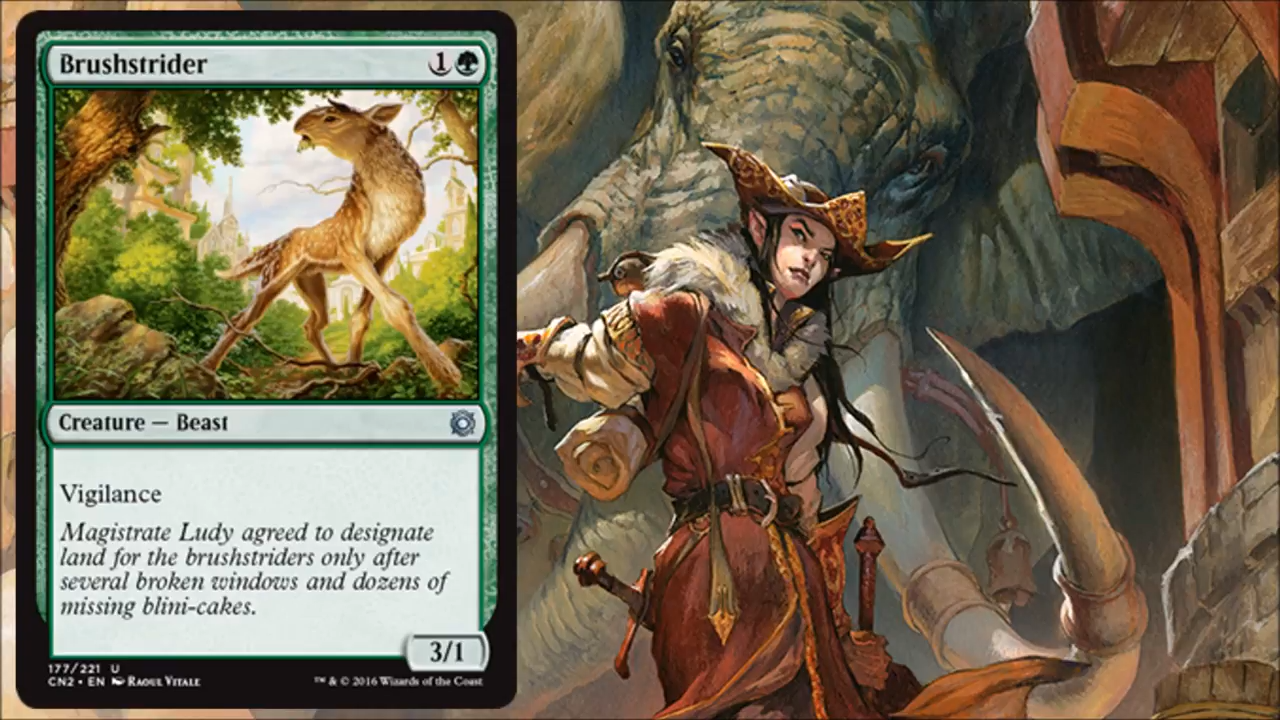 Brushstrider 1
Creature — Beast
Vigilance
Magistrate Ludy agreed to designate
land for the brushstriders only after
several broken windows and dozens of
missing blini-cakes.
3/1
177/221 U
CN2 • EN Raoul Vitale
™ & © 2016 Wizards of the Coast